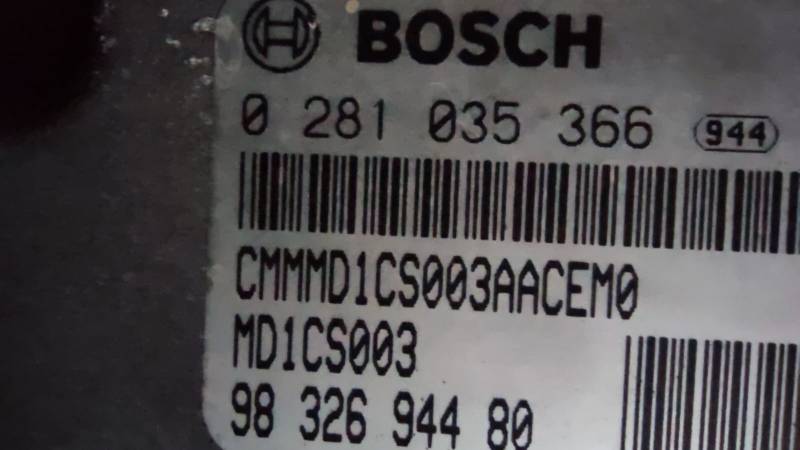 BOSCH
0 281 035 366 944
CMMMD1CS003AACEM0
MD1CS003
98 326 944 80